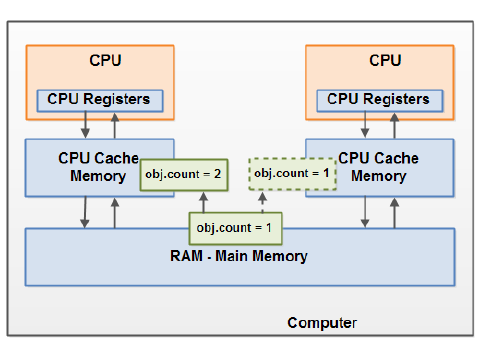 CPU
CPU
CPU Registers
CPU Registers
CPU Cache
Memory
CPU Cache
Memory
obj.count = 2
obj.count = 1
obj.count = 1
RAM - Main Memory
Computer